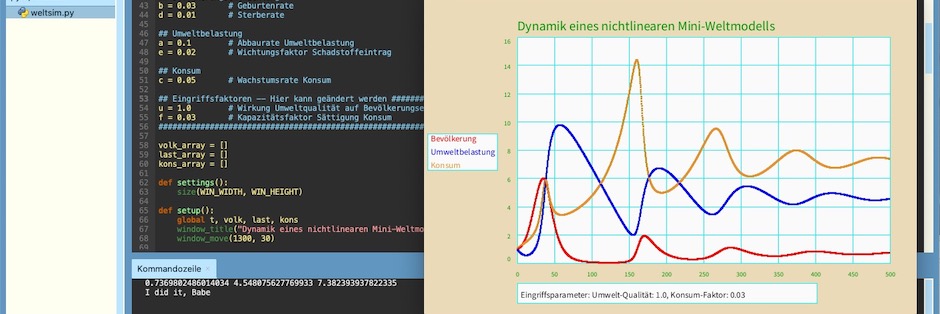 weltsim.py
43 b = 0.03 # Geburtenrate
44 d = 0.01 # Sterberate
45
46 ## Umweltbelastung
47 a = 0.1 # Abbaurate Umweltbelastung
48 e = 0.02 # Wichtungsfaktor Schadstoffeintrag
49
50 ## Konsum
51 c = 0.05 # Wachstumsrate Konsum
52
53 ## Eingriffsfaktoren –– Hier kann geändert werden ########
54 u = 1.0 # Wirkung Umweltqualität auf Bevölkerungse
55 f = 0.03 # Kapazitätsfaktor Sättigung Konsum
56 ##########################################################
57
58 volk_array = []
59 last_array = []
60 kons_array = []
61
62 def settings():
63 size(WIN_WIDTH, WIN_HEIGHT)
64
65 def setup():
66 global t, volk, last, kons
67 window_title("Dynamik eines nichtlinearen Mini-Weltmo
68 window_move(1300, 30)
69
Kommandozeile
0.7369802486014034 4.548075627769933 7.382393937822335
I did it, Babe
Dynamik eines nichtlinearen Mini-Weltmodells
16
14
12
10
8
6
4
2
0
0 50 100 150 200 250 300 350 400 450 500
Bevölkerung
Umweltbelastung
Konsum
Eingriffsparameter: Umwelt-Qualität: 1.0, Konsum-Faktor: 0.03